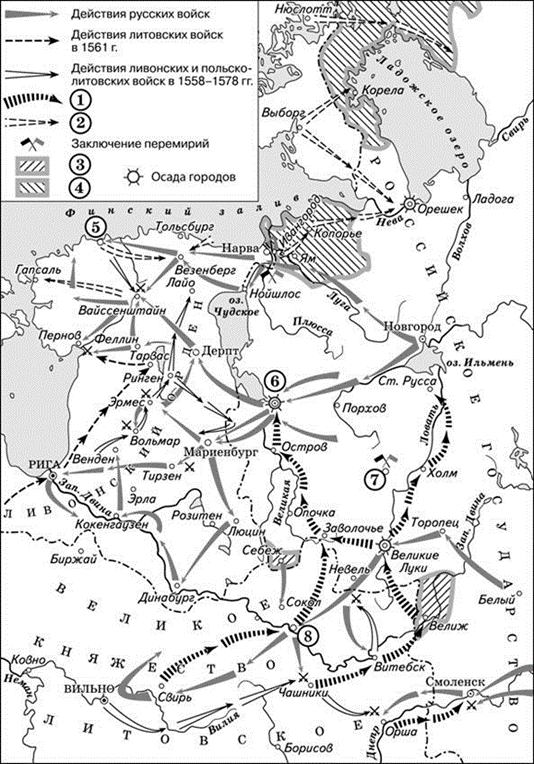 Действия русских войск
Действия литовских войск
в 1561 г.
Действия ливонских и польско-
литовских войск в 1558–1578 гг.
1
2
Заключение перемирий
3
4
Осада городов
Нюслотт
Ладожское озеро
Корела
Выборг
Свирь
Орешек
Ладога
Нева
Волхов
Финский залив
5
Тольсбург
Нарва
Ивангород
Копорье
Ям
Везенберг
Гапсаль
Лайо
Нойшлос
оз.
Чудское
Луга
Вайссенштайн
Плюсса
Новгород
оз. Ильмень
Пернов
Феллин
Дерпт
Тарвас
Ринген
6
Ст. Русса
Эрмес
Порхов
Ловать
Вольмар
Остров
Мариенбург
7
Холм
РИГА
Венден
Тирзен
Зап. Двина
Эрла
Великая
Опочка
Заволочье
Торопец
Зап. Двина
Кокенгаузен
Розитен
Люцин
Великие
Луки
Биржай
Себеж
Невель
Белый
Динабург
Сокол
Велиж
8
Ковно
Неман
Витебск
Смоленск
ВИЛЬНО
Свирь
Чашники
Вилия
Днепр
Орша
Борисов
ЛИВОНСКИЙ ОРДЕН
РОССИЙСКОЕ ГОСУДАРСТВО
ВЕЛИКОЕ
КНЯЖЕСТВО
ЛИТОВСКОЕ